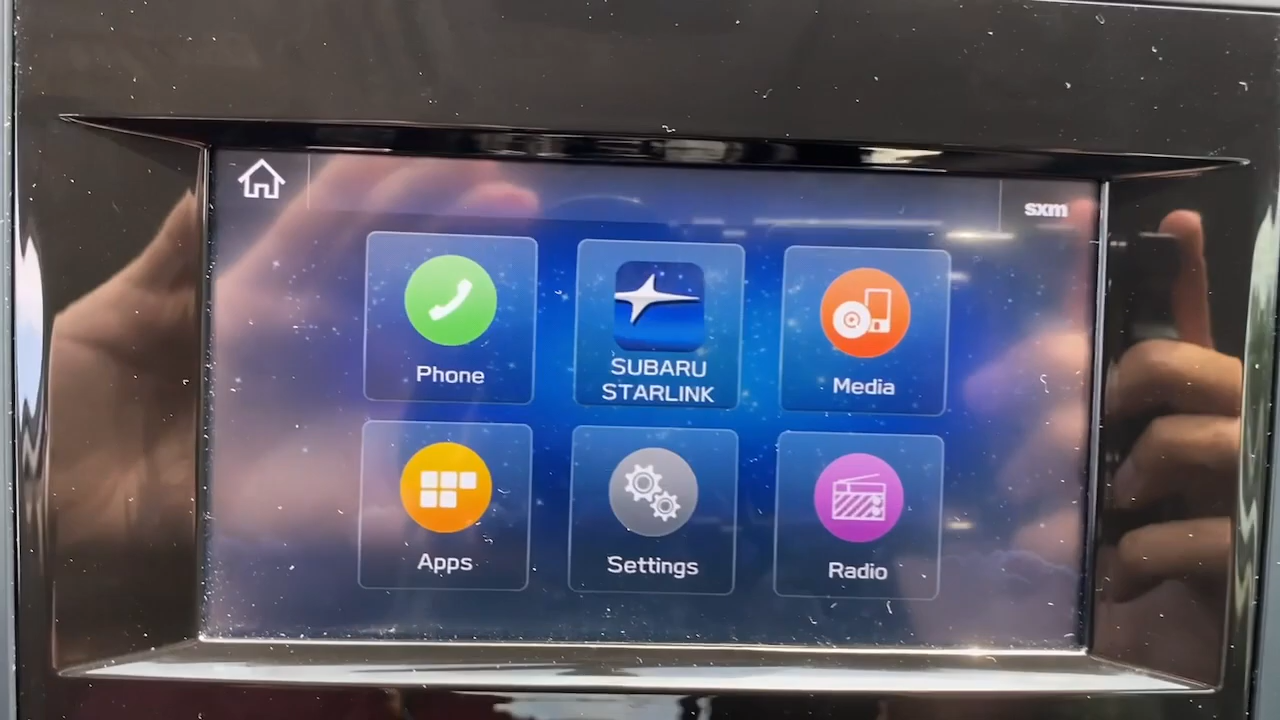 sxm
Phone
SUBARU
STARLINK
Media
Apps
Settings
Radio